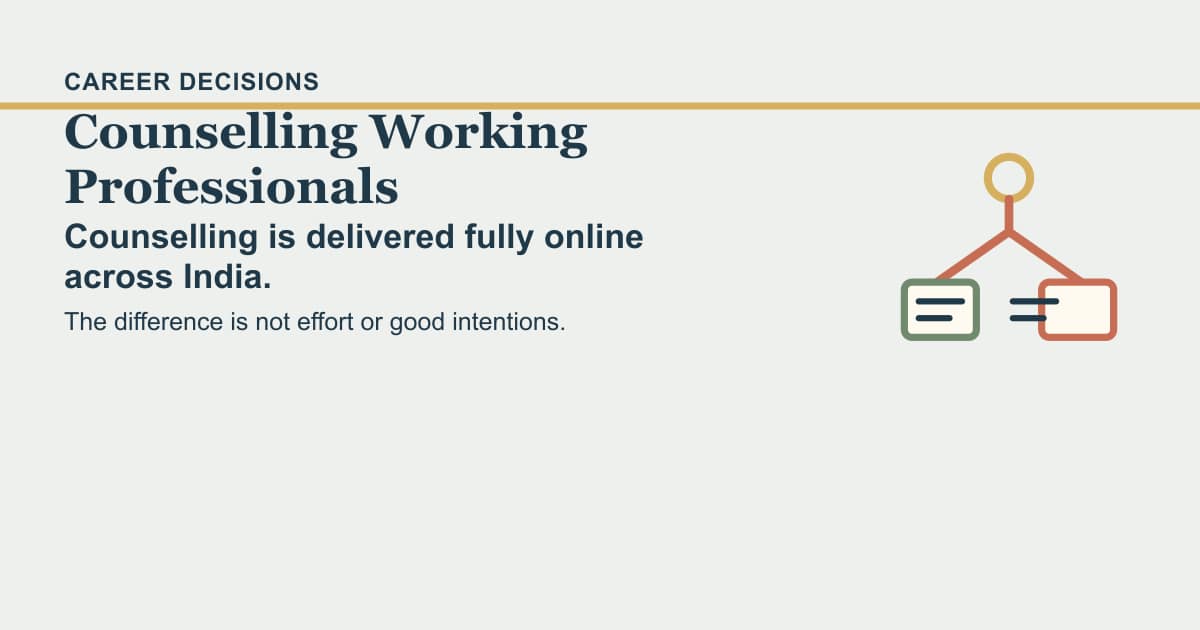 CAREER DECISIONS
Counselling Working
Professionals
Counselling is delivered fully online
across India.
The difference is not effort or good intentions.